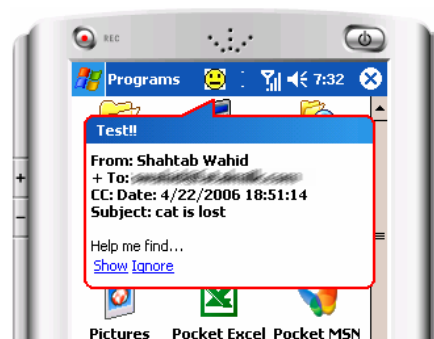 REC
Programs 7:32
Test!!
From: Shahtab Wahid
+ To:
CC: Date: 4/22/2006 18:51:14
Subject: cat is lost
Help me find...
Show Ignore
Pictures Pocket Excel Pocket MSN
+
-